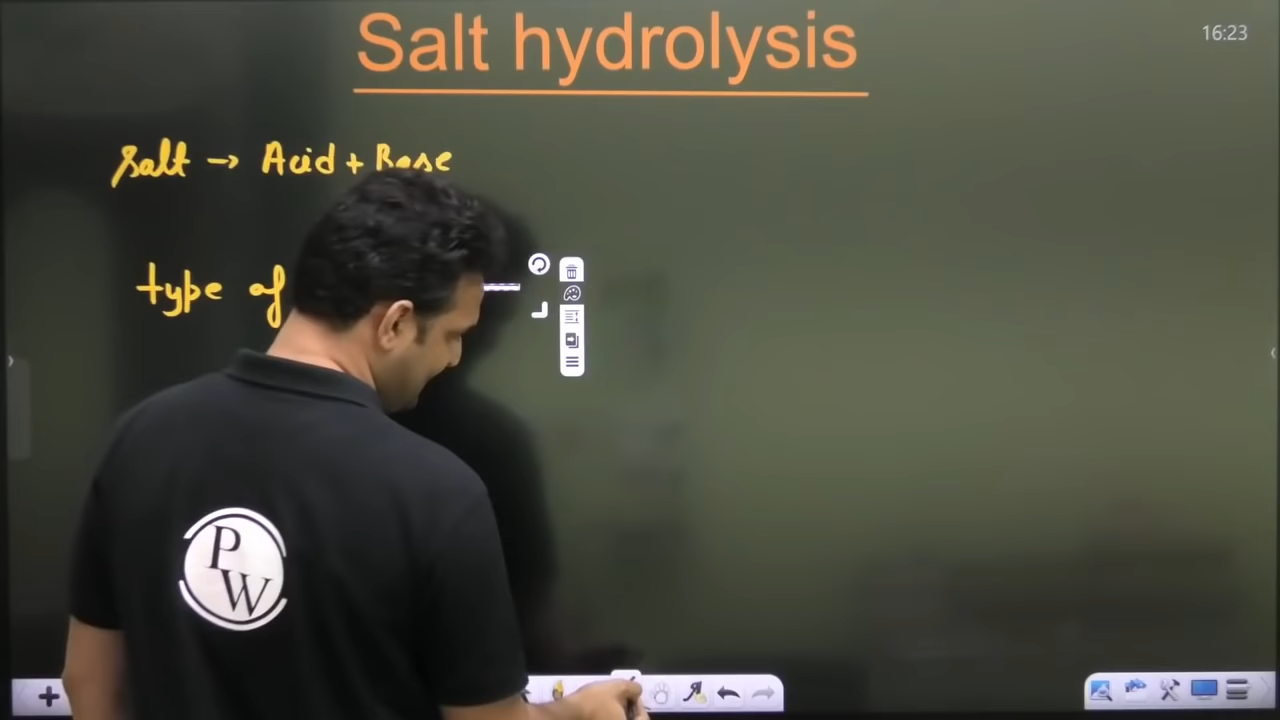 Salt hydrolysis
16:23
Salt → Acid + Base
type of
P
W